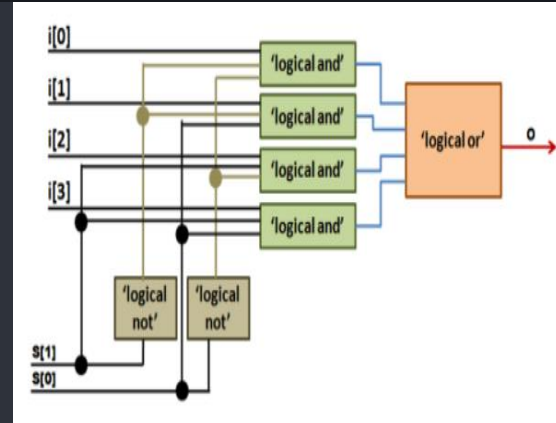 i[0]
'logical and'
i[1]
'logical and'
'logical or'
o
i[2]
'logical and'
i[3]
'logical and'
'logical
not'
'logical
not'
S[1]
S[0]